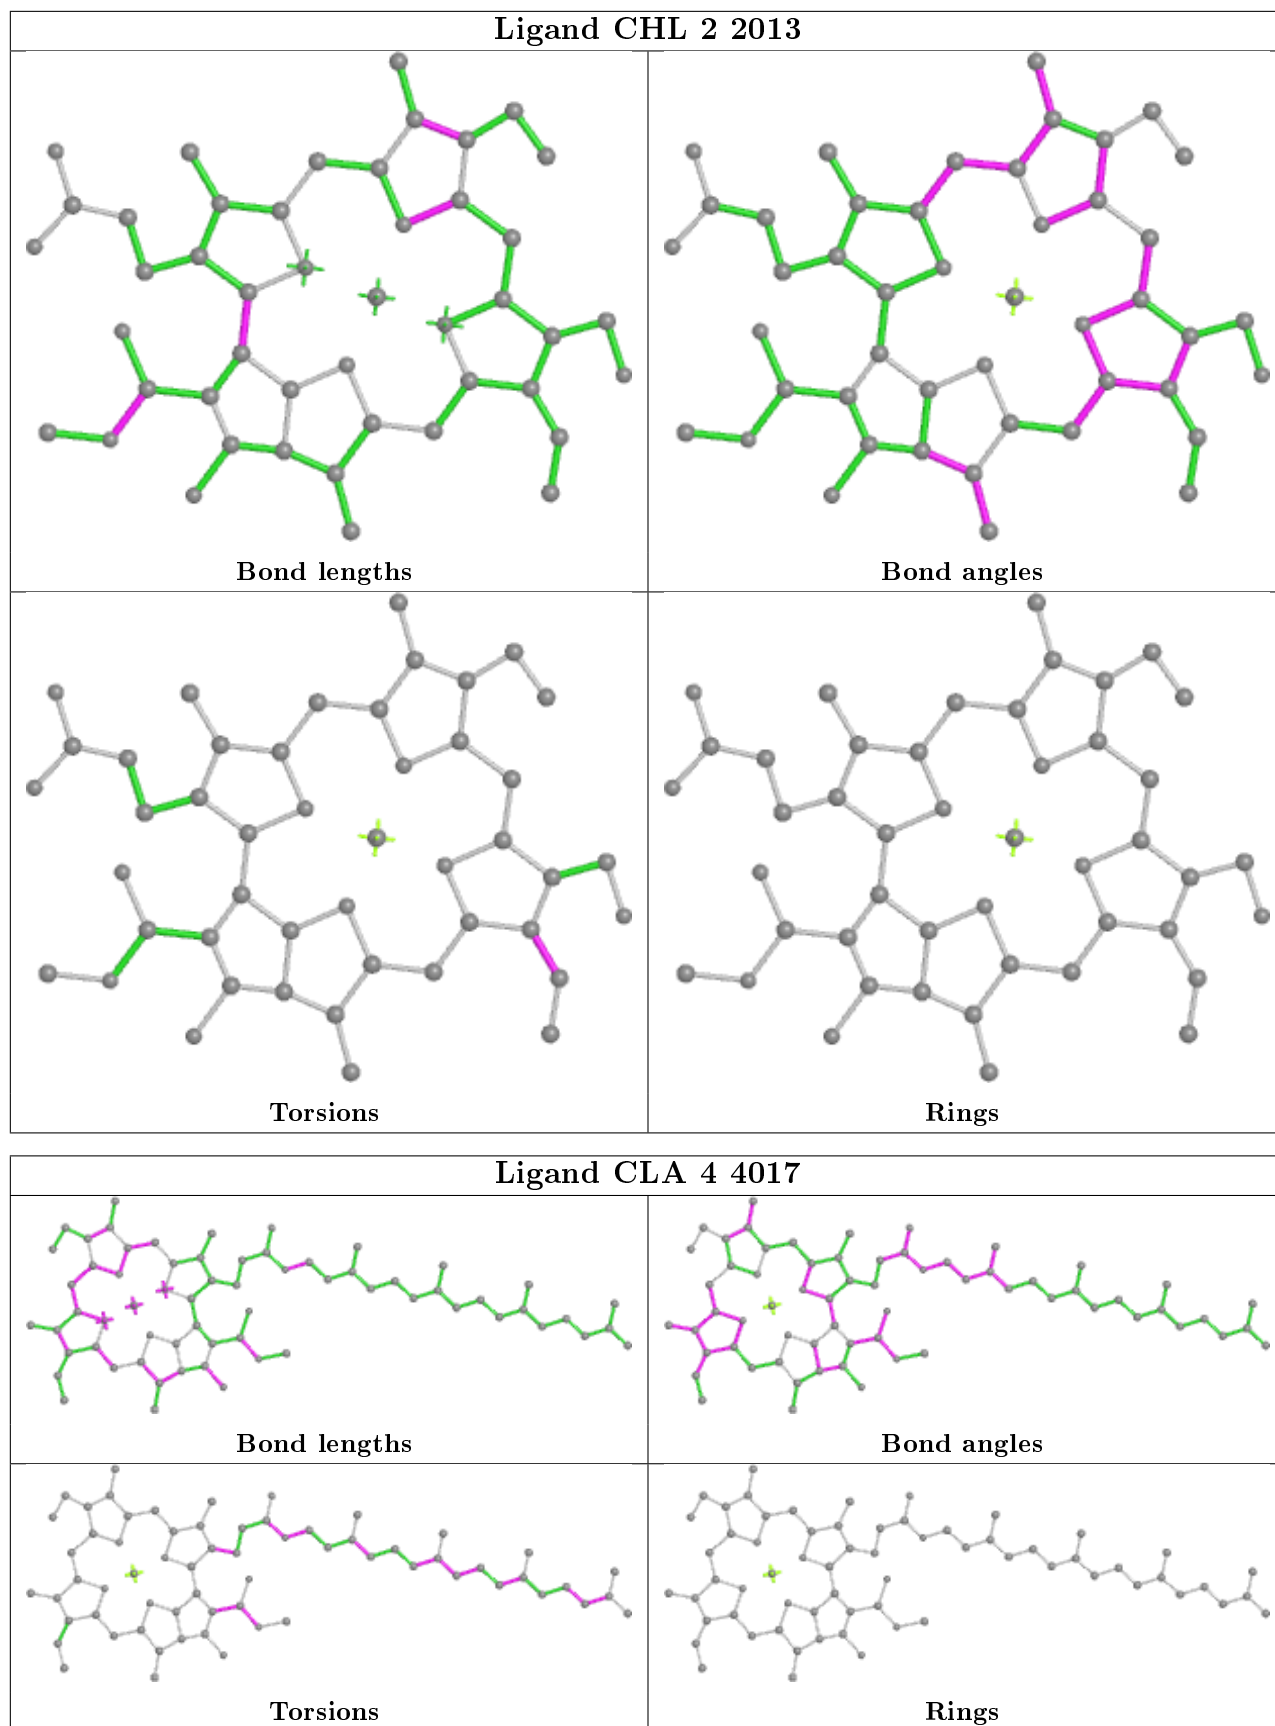 Ligand CHL 2 2013
Bond lengths
Bond angles
Torsions
Rings
Ligand CLA 4 4017
Bond lengths
Bond angles
Torsions
Rings